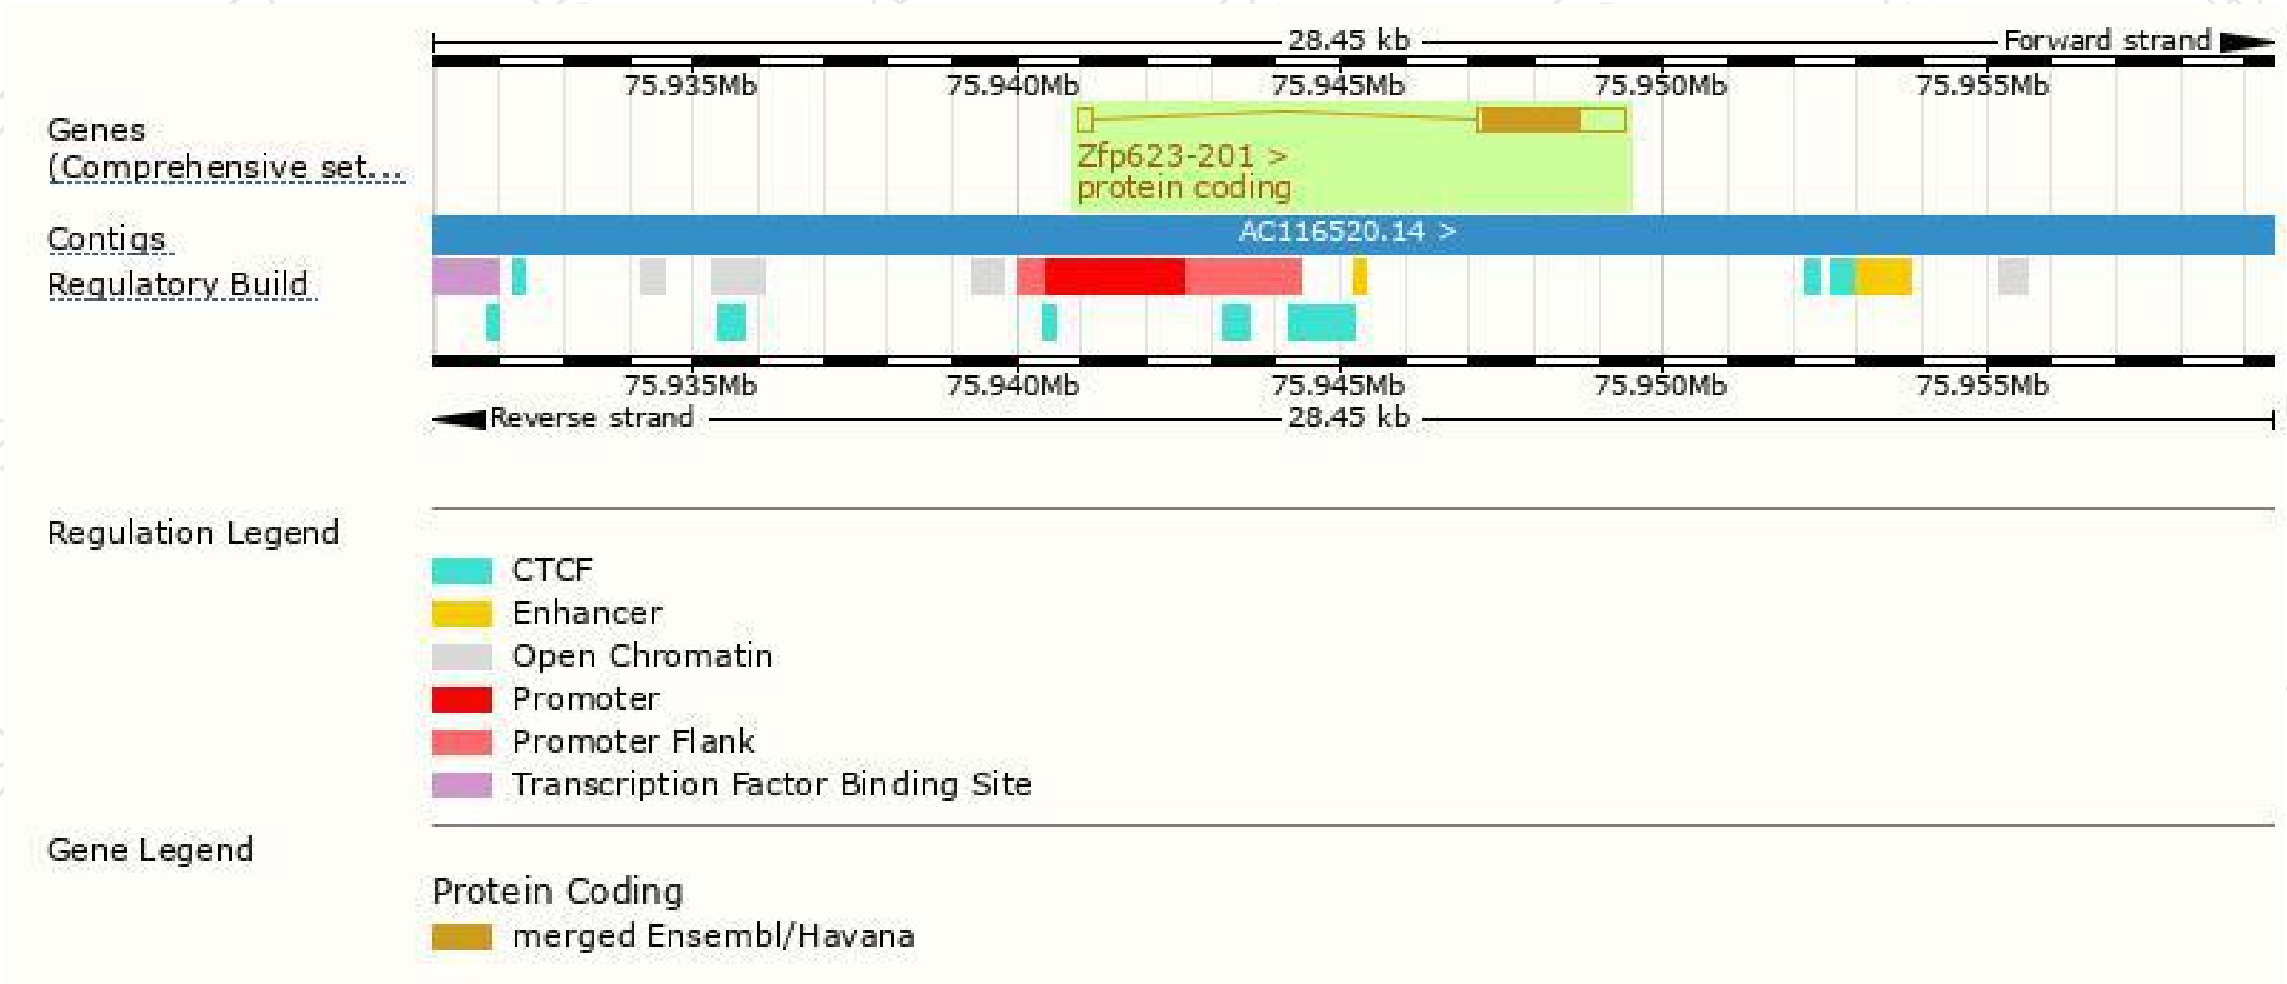 28.45 kb
Forward strand
75.935Mb 75.940Mb 75.945Mb 75.950Mb 75.955Mb
Genes
(Comprehensive set...
Zfp623-201 >
protein coding
Contigs
AC116520.14 >
Regulatory Build
75.935Mb 75.940Mb 75.945Mb 75.950Mb 75.955Mb
Reverse strand
28.45 kb
Regulation Legend
CTCF
Enhancer
Open Chromatin
Promoter
Promoter Flank
Transcription Factor Binding Site
Gene Legend
Protein Coding
merged Ensembl/Havana